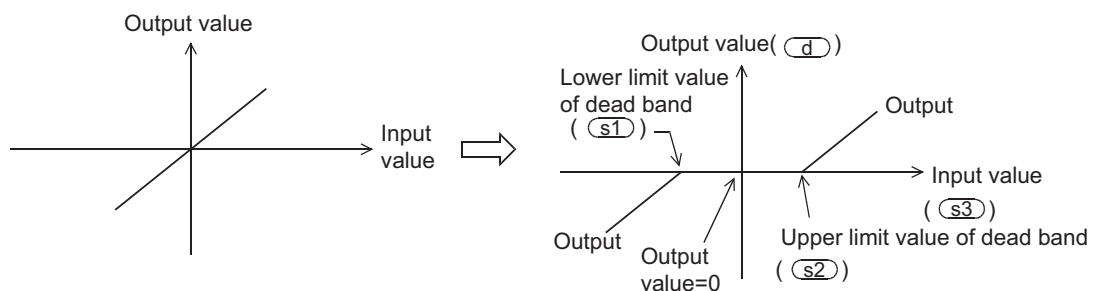 Output value
Input
value
Output value( d )
Lower limit value
of dead band
( s1 )
Output
Input value
( s3 )
Output
Output
value=0
Upper limit value of dead band
( s2 )